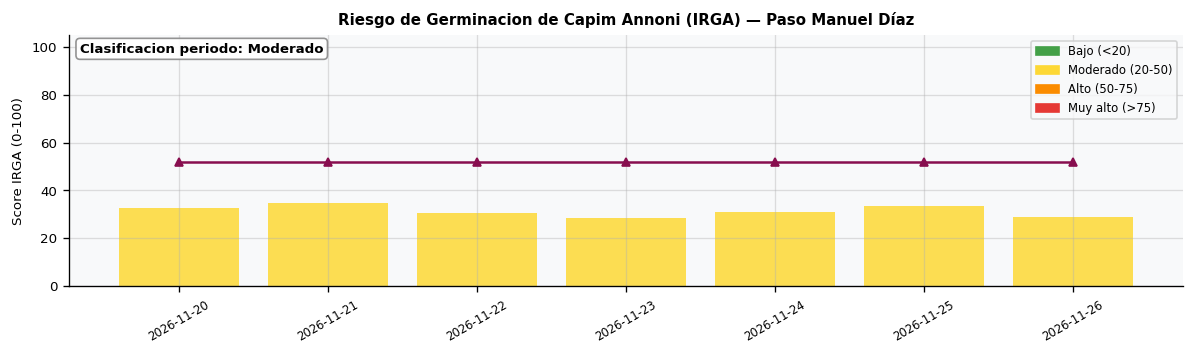 Riesgo de Germinacion de Capim Annoni (IRGA) — Paso Manuel Díaz
Clasificacion periodo: Moderado
Bajo (<20)
Moderado (20-50)
Alto (50-75)
Muy alto (>75)
Score IRGA (0-100)
100
80
60
40
20
0
2026-11-20
2026-11-21
2026-11-22
2026-11-23
2026-11-24
2026-11-25
2026-11-26